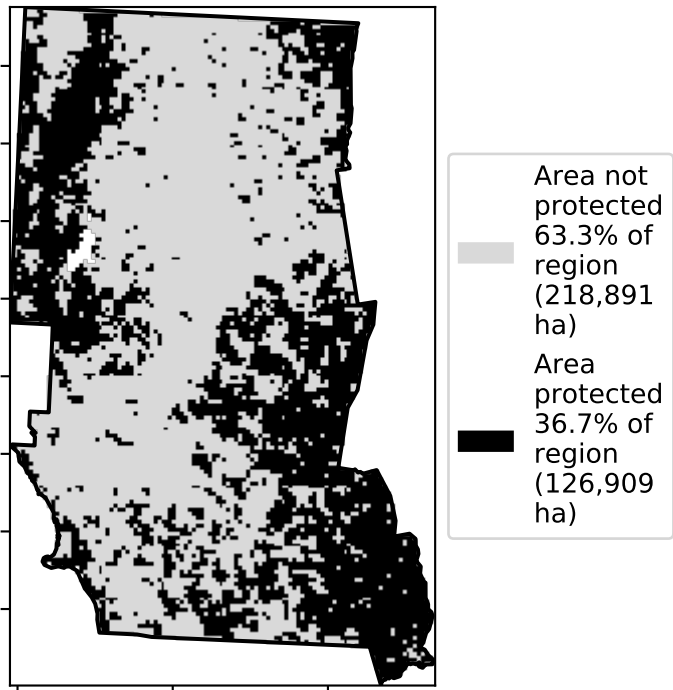 Area not
protected
63.3% of
region
(218,891
ha)
Area
protected
36.7% of
region
(126,909
ha)